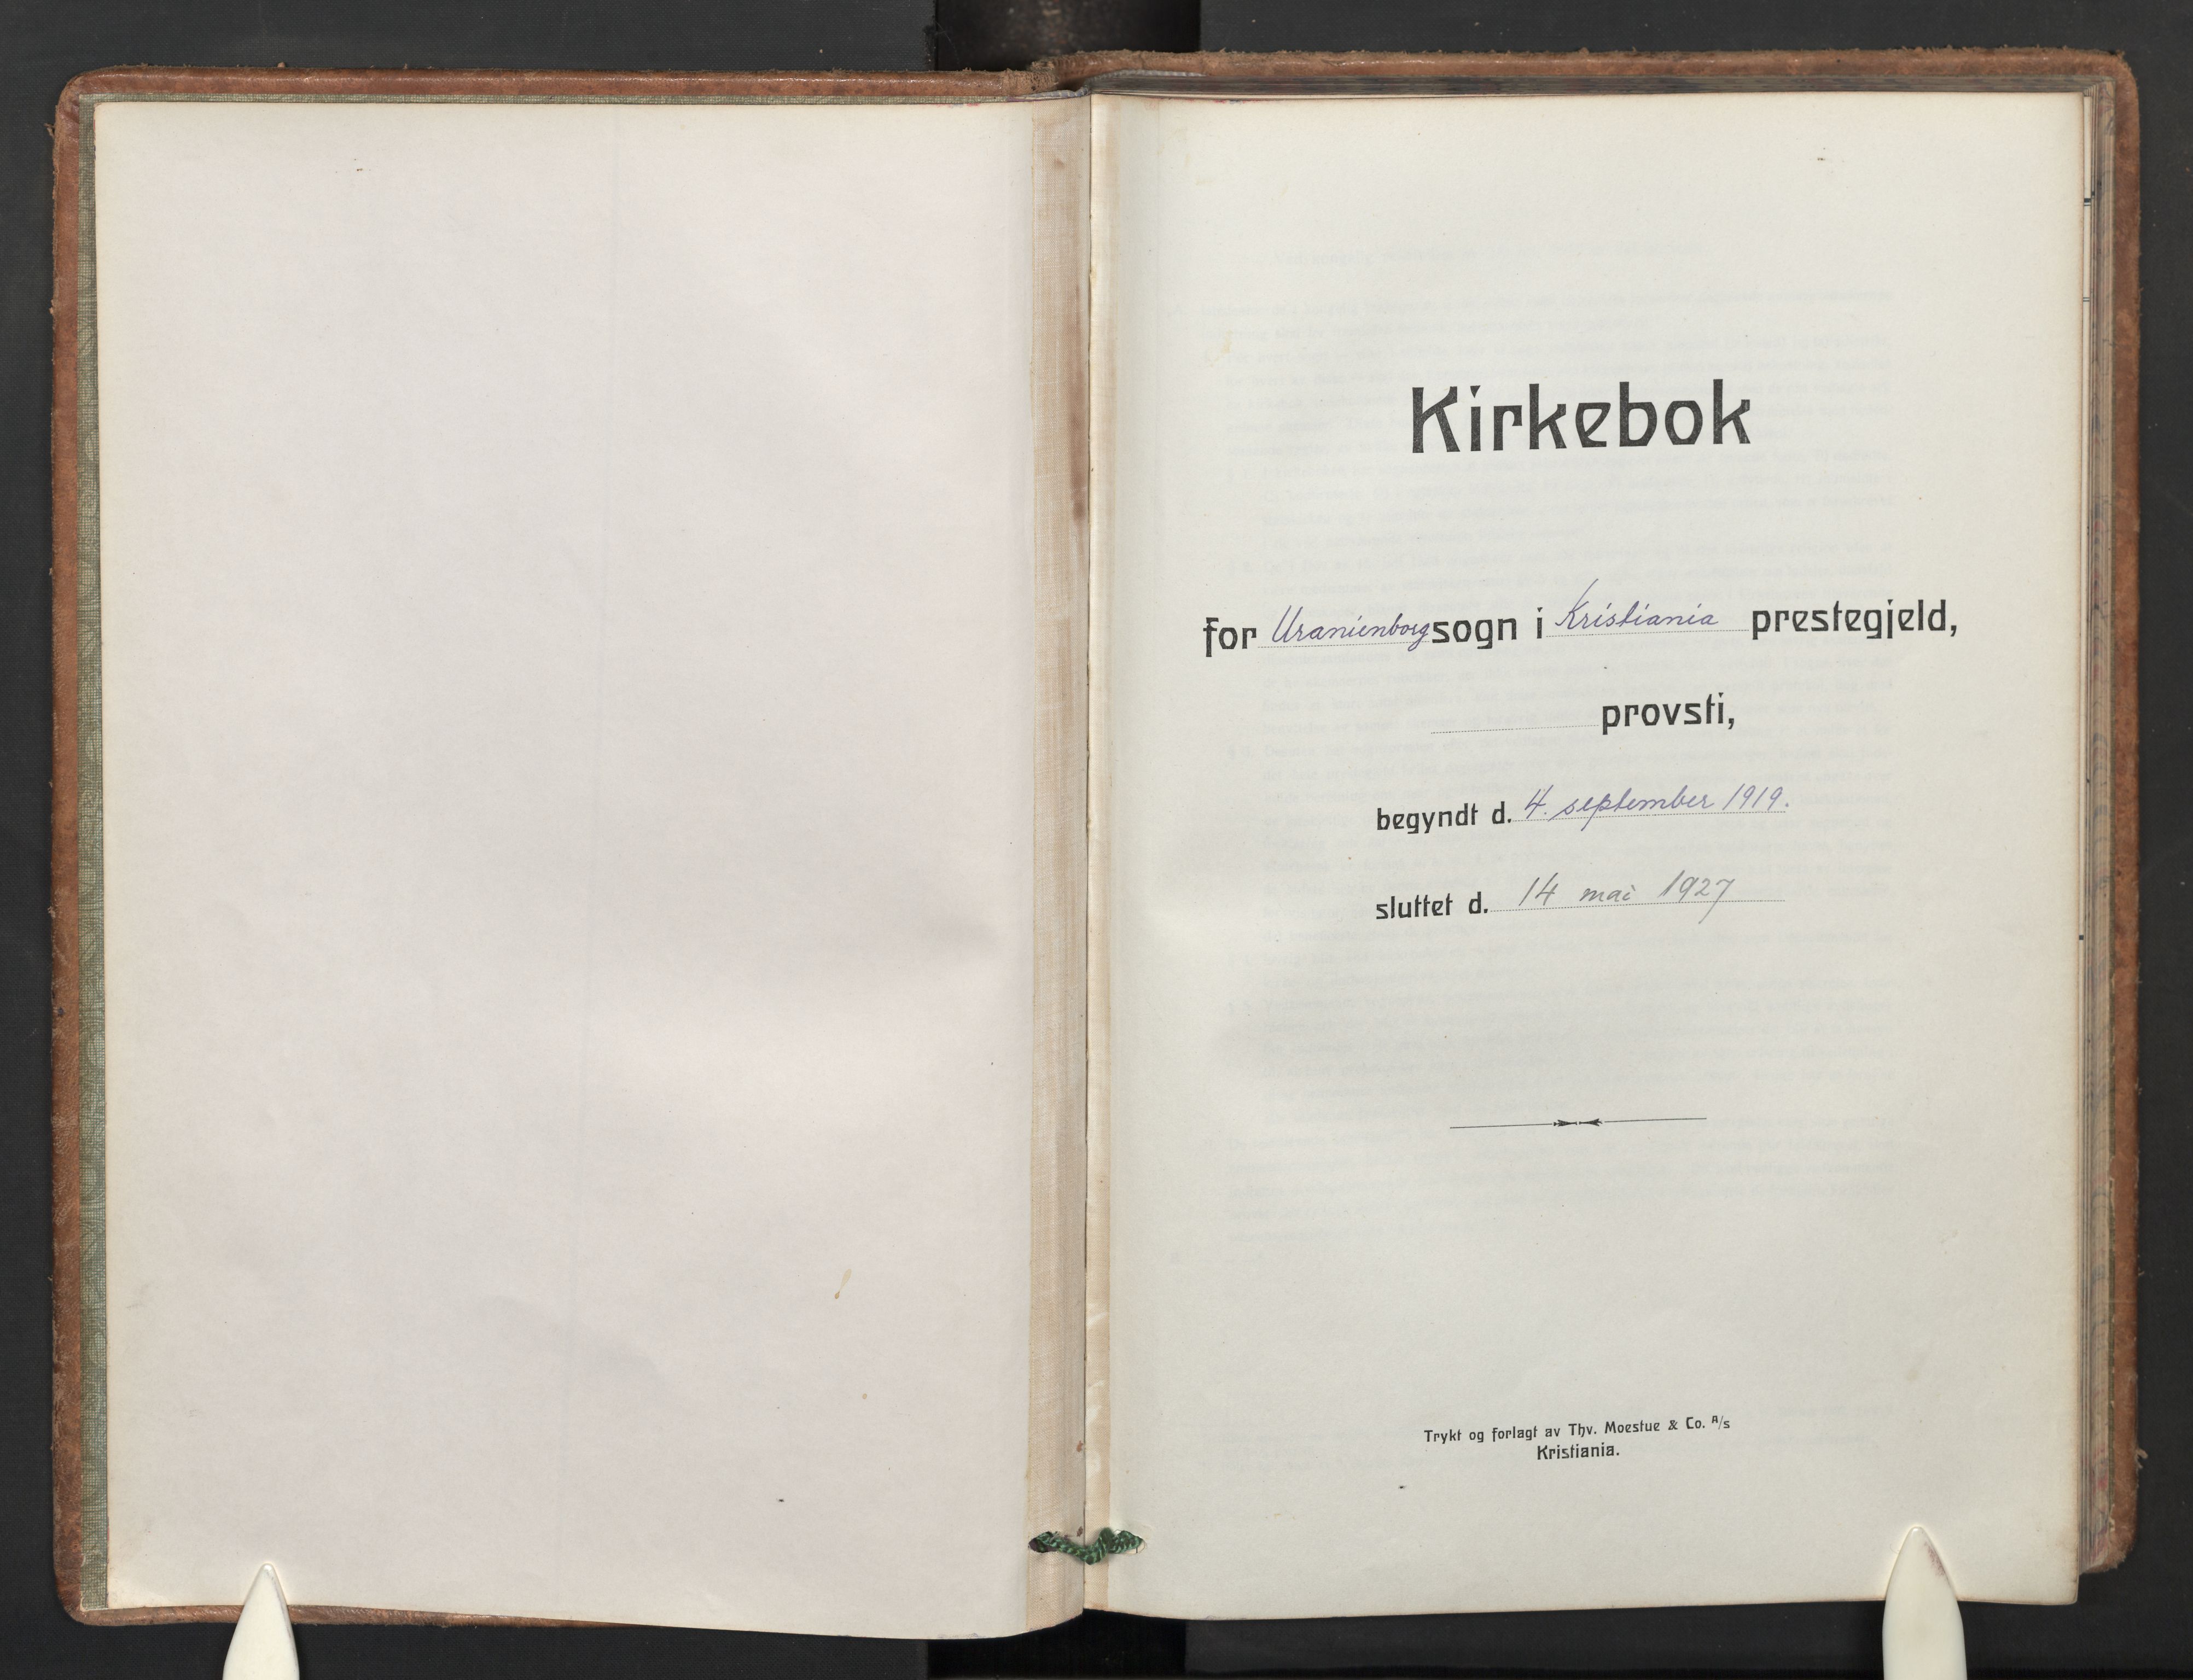 Kirkebok
for Uranienborg sogn i Kristiania prestegjeld,
provsti,
begyndt d. 4. september 1919.
sluttet d. 14 mai 1927
Trykt og forlagt av Thv. Moestue & Co. A/s
Kristiania.